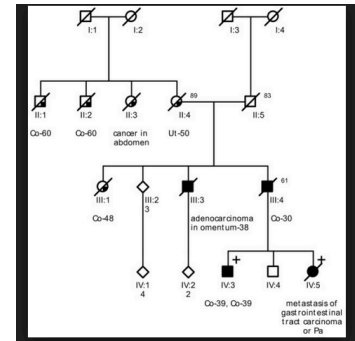 I:1 I:2 I:3 I:4
89 83
II:1 II:2 II:3 II:4 II:5
Co-60 Co-60 cancer in Ut-50
abdomen
61
III:1 III:2 III:3 III:4
3
Co-48 adenocarcinoma Co-30
in omentum-38
+ +
IV:1 IV:2 IV:3 IV:4 IV:5
4 2
Co-39, Co-39 metastasis of
gastrointestinal
tract carcinoma
or Pa